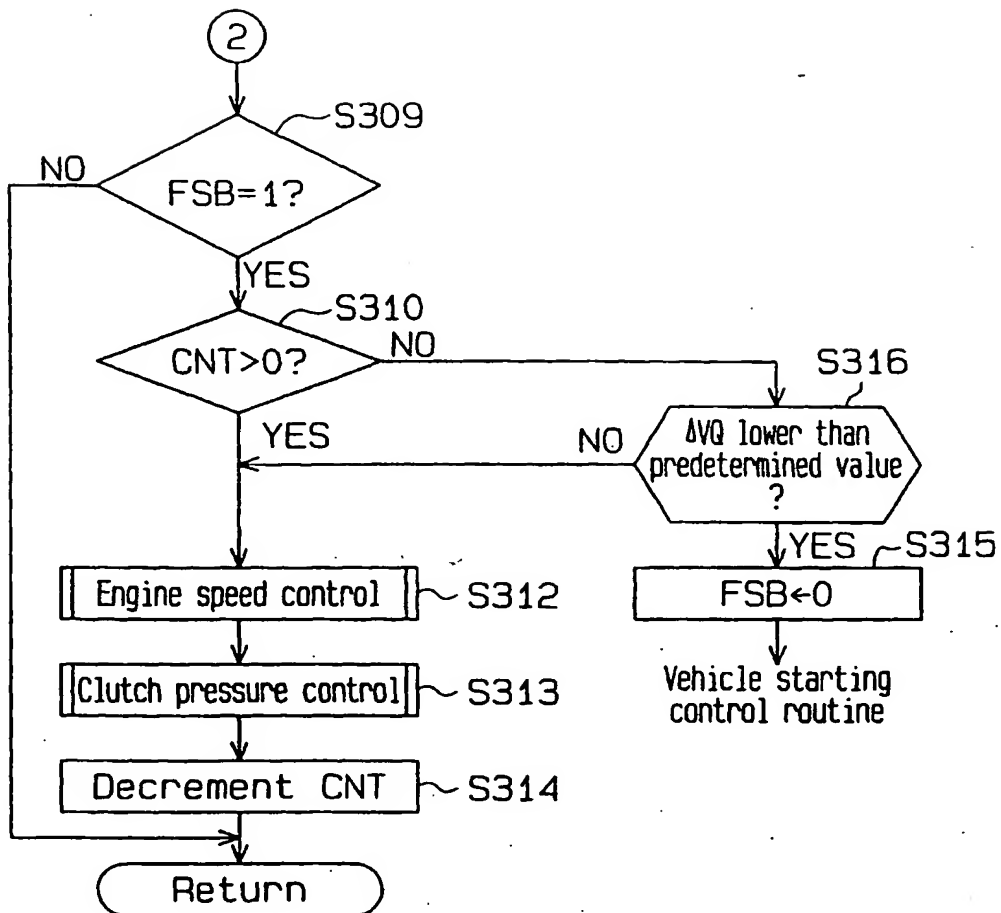 2
S309
NO
FSB=1?
YES
S310
CNT>0?
NO
S316
YES
NO
ΔVQ lower than
predetermined value
?
YES
S315
Engine speed control
S312
FSB←0
Clutch pressure control
S313
Vehicle starting
control routine
Decrement CNT
S314
Return